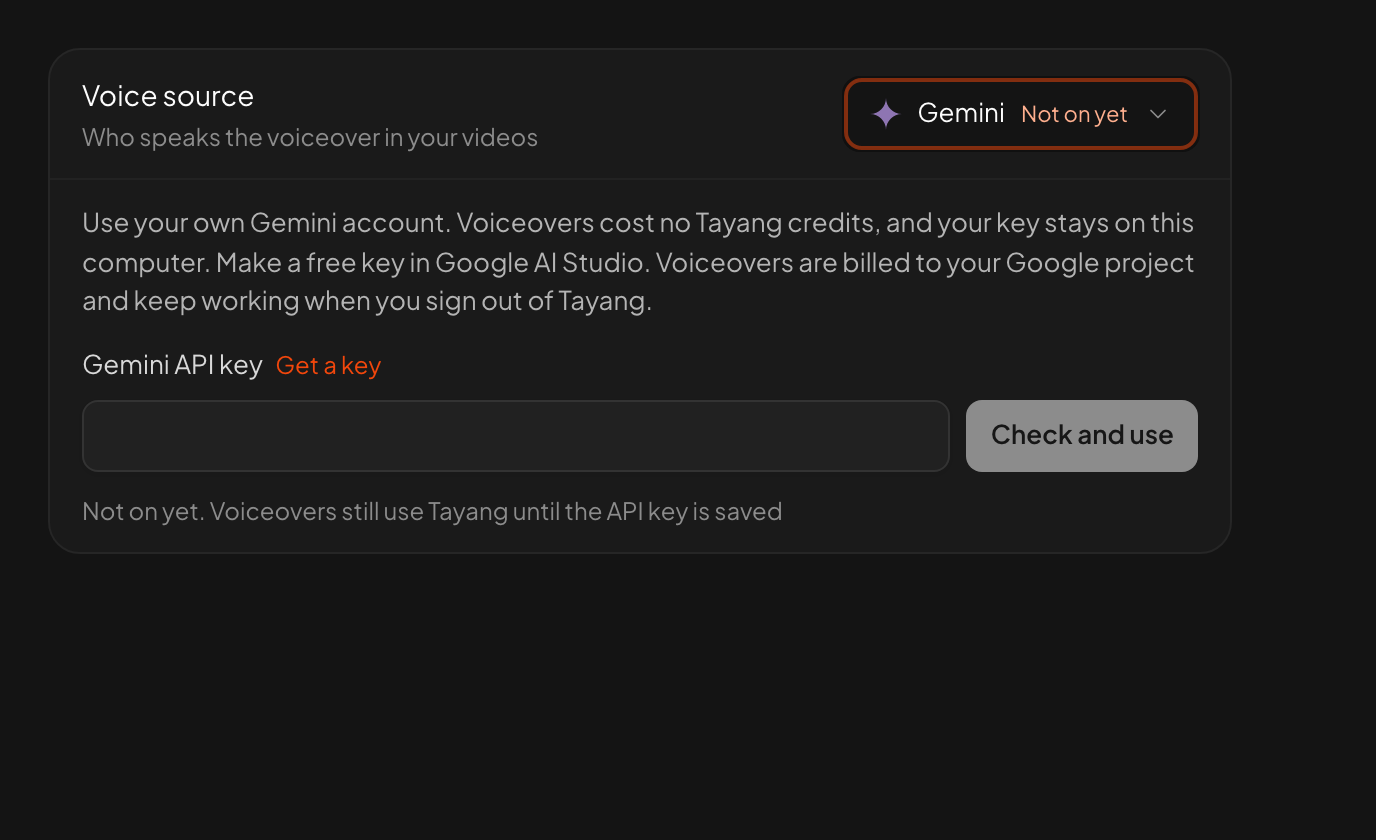 Voice source
Who speaks the voiceover in your videos
Gemini Not on yet
Use your own Gemini account. Voiceovers cost no Tayang credits, and your key stays on this
computer. Make a free key in Google AI Studio. Voiceovers are billed to your Google project
and keep working when you sign out of Tayang.
Gemini API key Get a key
Check and use
Not on yet. Voiceovers still use Tayang until the API key is saved